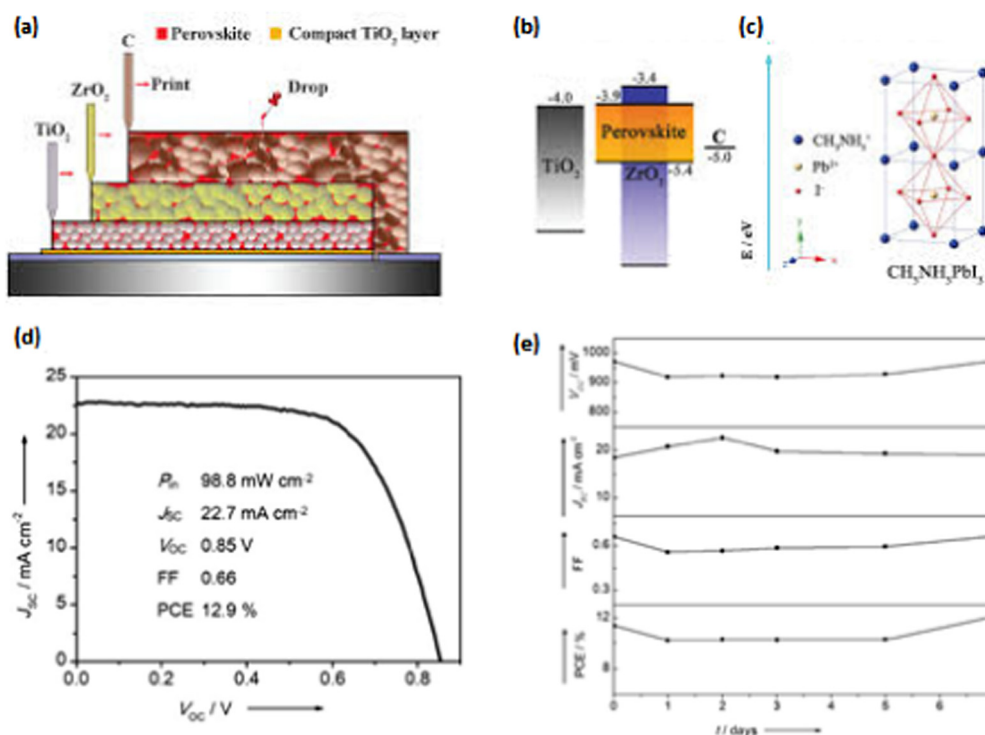 (a)
Perovskite Compact TiO2 layer
C
Print
ZrO2
Drop
TiO2
(b)
-3.4
-4.0
-3.9
Perovskite
C
-5.0
TiO2
ZrO2
-5.4
E / eV
(c)
CH3NH3+
Pb2+
I-
CH3NH3PbI3
(d)
25
20
15
10
5
0
JSC / mA cm-2
Pin 98.8 mW cm-2
JSC 22.7 mA cm-2
VOC 0.85 V
FF 0.66
PCE 12.9 %
0.0 0.2 0.4 0.6 0.8
VOC / V
(e)
1000
900
800
VOC / mV
20
10
JSC / mA cm-2
0.6
0.3
FF
12
8
PCE / %
0 1 2 3 4 5 6
t / days